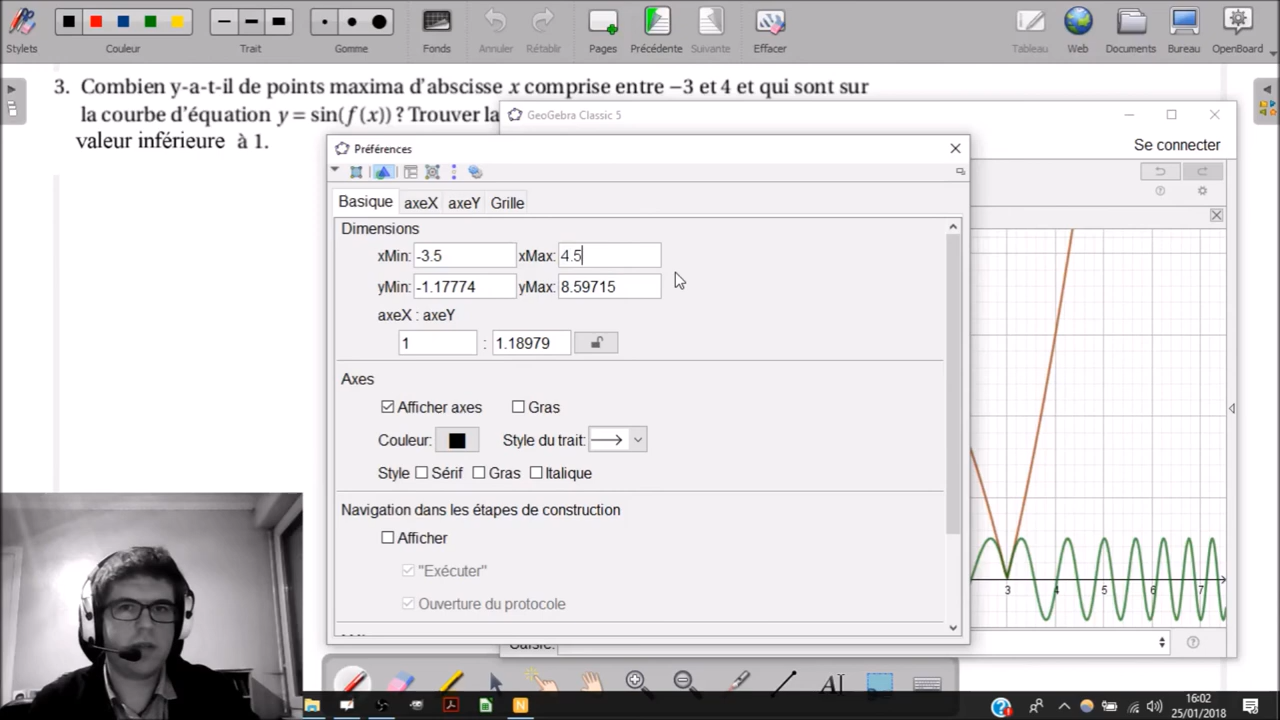 Stylets
Couleur
Trait
Gomme
Fonds
Annuler
Rétablir
Pages
Précédente
Suivante
Effacer
Tableau
Web
Documents
Bureau
OpenBoard
3. Combien y-a-t-il de points maxima d'abscisse x comprise entre −3 et 4 et qui sont sur
la courbe d'équation y = sin(f(x)) ? Trouver la
valeur inférieure à 1.
GeoGebra Classic 5
Se connecter
Préférences
Basique axeX axeY Grille
Dimensions
xMin: -3.5 xMax: 4.5
yMin: -1.17774 yMax: 8.59715
axeX : axeY
1 : 1.18979
Axes
Afficher axes Gras
Couleur: Style du trait:
Style Sérif Gras Italique
Navigation dans les étapes de construction
Afficher
"Exécuter"
Ouverture du protocole
3 4 5 6 7
Saisie:
16:02
25/01/2018